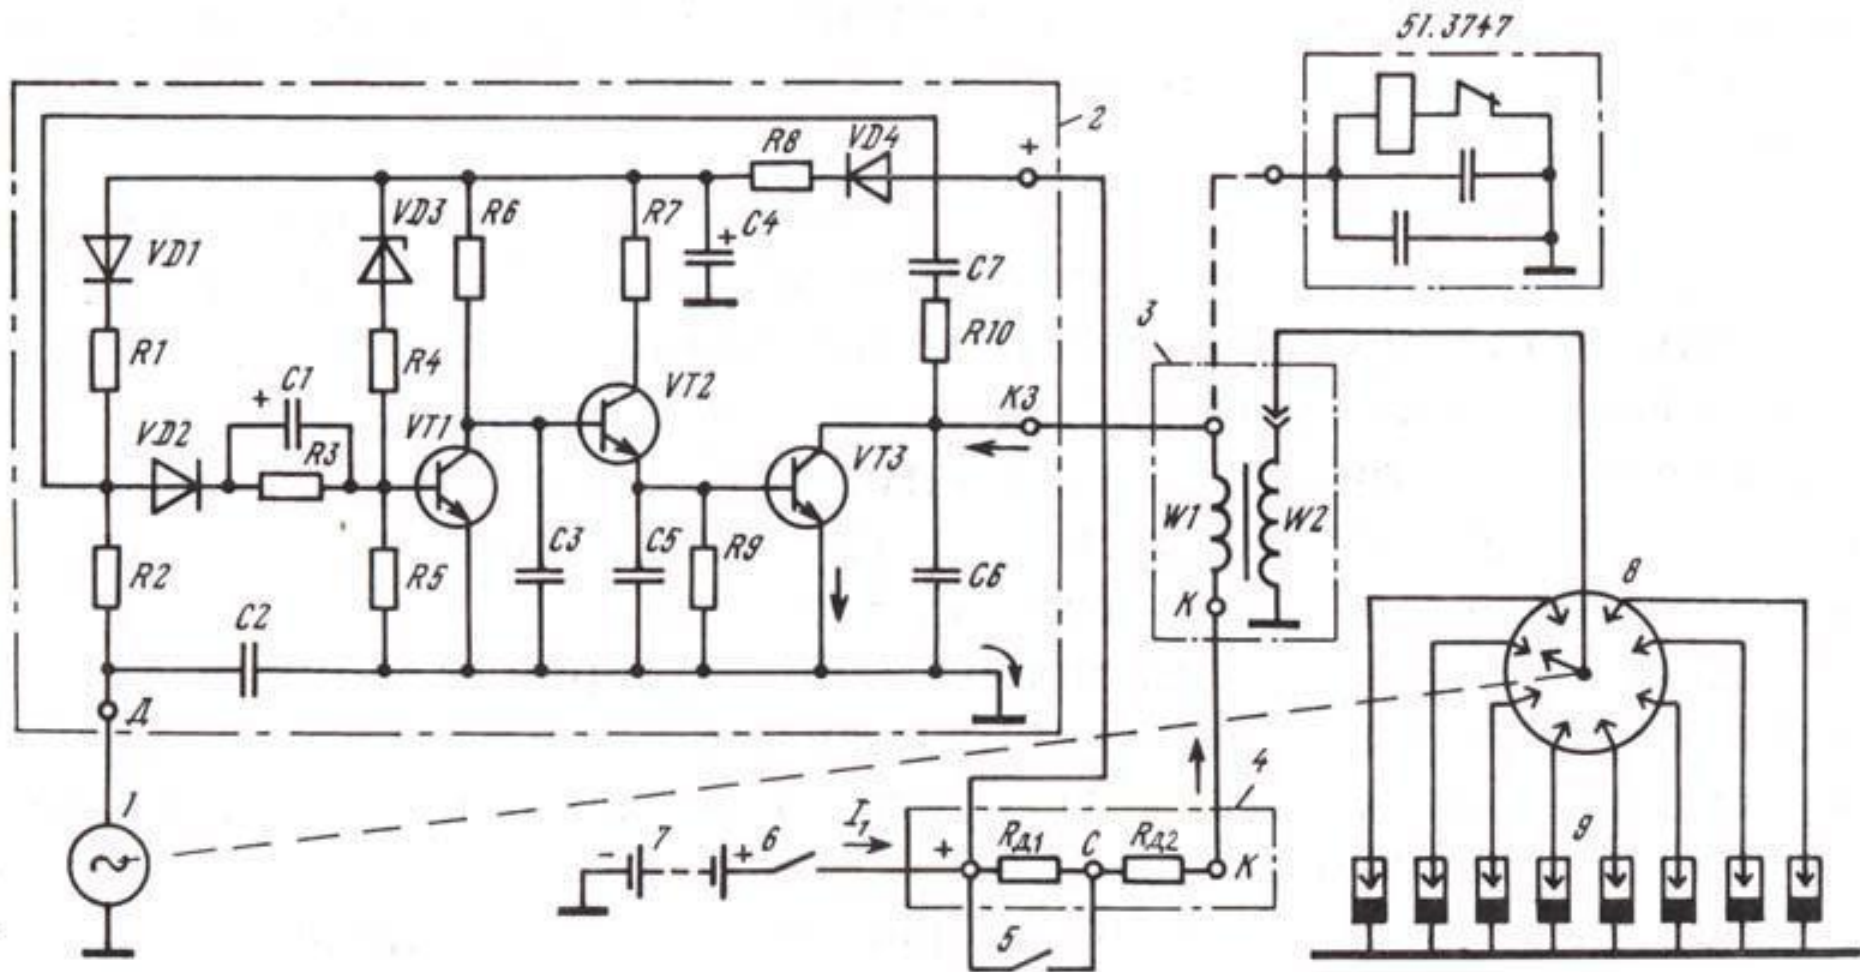 51.3747
2
+
R8
VD4
R6
R7
VD3
+
C4
VD1
C7
R1
R4
C1
+
VT2
R10
3
VD2
R3
VT1
КЗ
VT3
W1
W2
R2
R5
C3
C5
R9
C6
К
8
C2
Д
4
1
I₁
7
6
- +
+
RД1
С
RД2
К
5
9